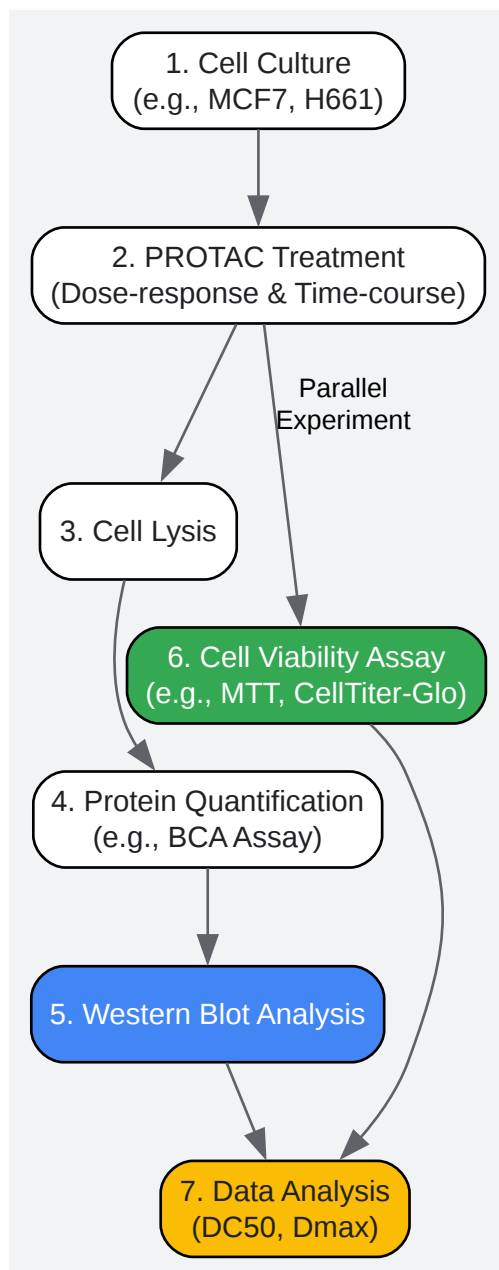 1. Cell Culture
(e.g., MCF7, H661)
2. PROTAC Treatment
(Dose-response & Time-course)
Parallel
Experiment
3. Cell Lysis
6. Cell Viability Assay
(e.g., MTT, CellTiter-Glo)
4. Protein Quantification
(e.g., BCA Assay)
5. Western Blot Analysis
7. Data Analysis
(DC50, Dmax)